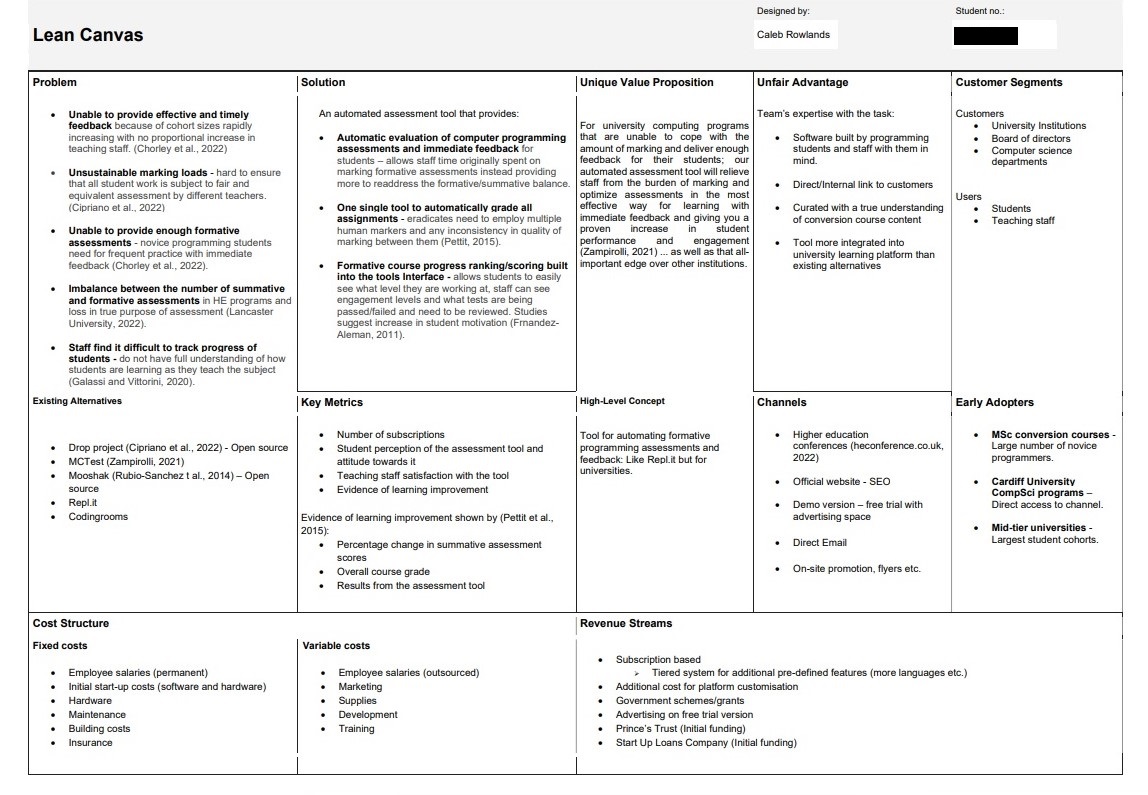 Lean Canvas
Designed by:
Caleb Rowlands
Student no.:
Problem
• Unable to provide effective and timely
feedback because of cohort sizes rapidly
increasing with no proportional increase in
teaching staff. (Chorley et al., 2022)
• Unsustainable marking loads - hard to ensure
that all student work is subject to fair and
equivalent assessment by different teachers.
(Cipriano et al., 2022)
• Unable to provide enough formative
assessments - novice programming students
need for frequent practice with immediate
feedback (Chorley et al., 2022).
• Imbalance between the number of summative
and formative assessments in HE programs and
loss in true purpose of assessment (Lancaster
University, 2022).
• Staff find it difficult to track progress of
students - do not have full understanding of how
students are learning as they teach the subject
(Galassi and Vittorini, 2020).
Existing Alternatives
• Drop project (Cipriano et al., 2022) - Open source
• MCTest (Zampirolli, 2021)
• Mooshak (Rubio-Sanchez t al., 2014) – Open
source
• Repl.it
• Codingrooms
Solution
An automated assessment tool that provides:
• Automatic evaluation of computer programming
assessments and immediate feedback for
students – allows staff time originally spent on
marking formative assessments instead providing
more to readdress the formative/summative balance.
• One single tool to automatically grade all
assignments - eradicates need to employ multiple
human markers and any inconsistency in quality of
marking between them (Pettit, 2015).
• Formative course progress ranking/scoring built
into the tools Interface - allows students to easily
see what level they are working at, staff can see
engagement levels and what tests are being
passed/failed and need to be reviewed. Studies
suggest increase in student motivation (Frnandez-
Aleman, 2011).
Key Metrics
• Number of subscriptions
• Student perception of the assessment tool and
attitude towards it
• Teaching staff satisfaction with the tool
• Evidence of learning improvement
Evidence of learning improvement shown by (Pettit et al.,
2015):
• Percentage change in summative assessment
scores
• Overall course grade
• Results from the assessment tool
Unique Value Proposition
For university computing programs
that are unable to cope with the
amount of marking and deliver enough
feedback for their students; our
automated assessment tool will relieve
staff from the burden of marking and
optimize assessments in the most
effective way for learning with
immediate feedback and giving you a
proven increase in student
performance and engagement
(Zampirolli, 2021) ... as well as that all-
important edge over other institutions.
High-Level Concept
Tool for automating formative
programming assessments and
feedback: Like Repl.it but for
universities.
Unfair Advantage
Team's expertise with the task:
• Software built by programming
students and staff with them in
mind.
• Direct/Internal link to customers
• Curated with a true understanding
of conversion course content
• Tool more integrated into
university learning platform than
existing alternatives
Channels
• Higher education
conferences (heconference.co.uk,
2022)
• Official website - SEO
• Demo version – free trial with
advertising space
• Direct Email
• On-site promotion, flyers etc.
Customer Segments
Customers
• University Institutions
• Board of directors
• Computer science
departments
Users
• Students
• Teaching staff
Early Adopters
• MSc conversion courses -
Large number of novice
programmers.
• Cardiff University
CompSci programs –
Direct access to channel.
• Mid-tier universities -
Largest student cohorts.
Cost Structure
Fixed costs
• Employee salaries (permanent)
• Initial start-up costs (software and hardware)
• Hardware
• Maintenance
• Building costs
• Insurance
Variable costs
• Employee salaries (outsourced)
• Marketing
• Supplies
• Development
• Training
Revenue Streams
• Subscription based
➢ Tiered system for additional pre-defined features (more languages etc.)
• Additional cost for platform customisation
• Government schemes/grants
• Advertising on free trial version
• Prince's Trust (Initial funding)
• Start Up Loans Company (Initial funding)